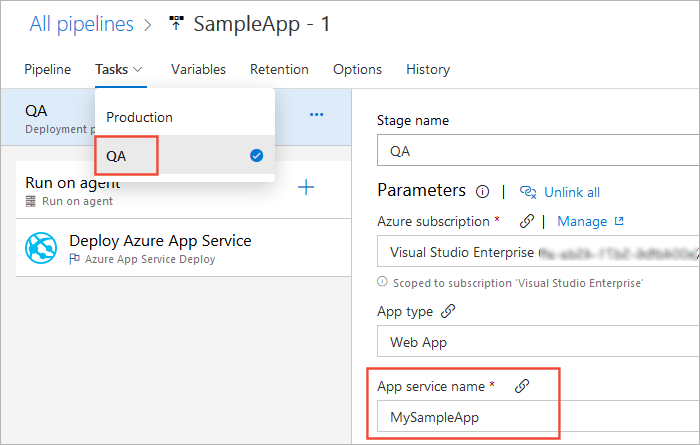 All pipelines > SampleApp - 1
Pipeline Tasks Variables Retention Options History
QA
Deployment p
Production
QA
Run on agent
Run on agent
Deploy Azure App Service
Azure App Service Deploy
Stage name
QA
Parameters Unlink all
Azure subscription * | Manage
Visual Studio Enterprise
Scoped to subscription 'Visual Studio Enterprise'
App type
Web App
App service name *
MySampleApp